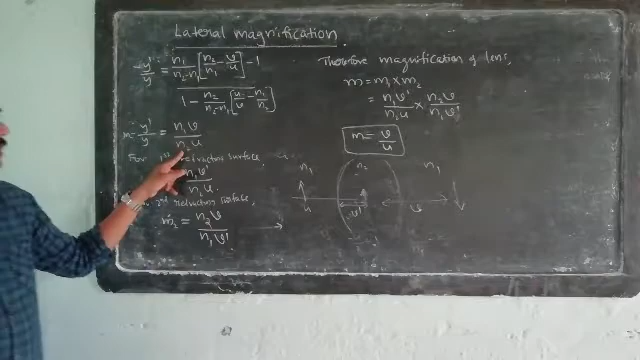 Lateral magnification.
-y'/y = n₁/(n₂-n₁) [n₂/n₁ - v/u] - 1
1 - n₂/(n₂-n₁) [u/v - n₁/n₂]
m = y'/y = n₁v/n₂u
For 1st refracting surface,
n₁v'/n₂u
2nd refracting surface,
m₂ = n₂v/n₁v'
Therefore magnification of lens,
m = m₁ x m₂
= n₁v'/n₂u x n₂v/n₁v'
m = v/u
n₁ n₂ n₁
u v' v